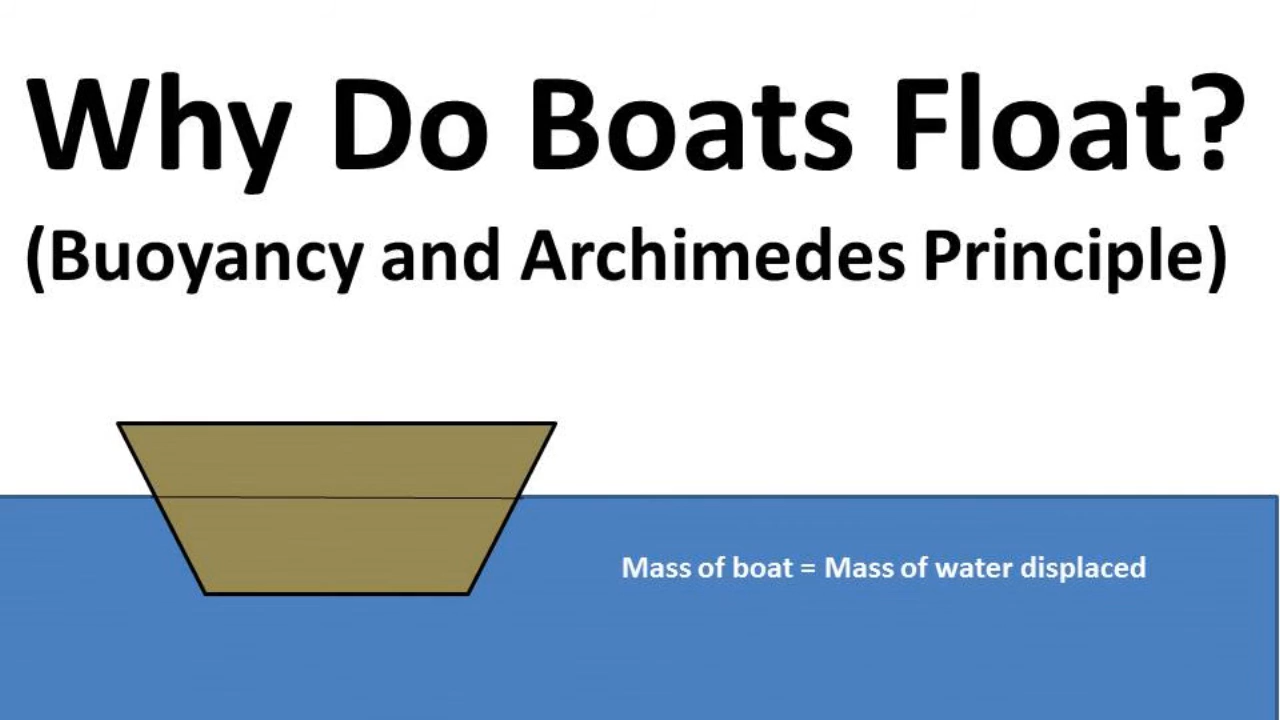 Why Do Boats Float?
(Buoyancy and Archimedes Principle)
Mass of boat = Mass of water displaced